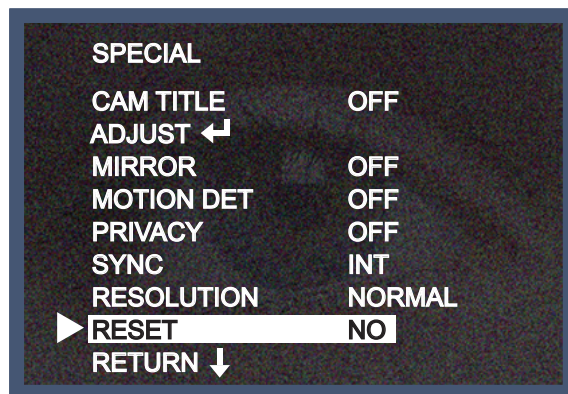 SPECIAL
CAM TITLE OFF
ADJUST ↵
MIRROR OFF
MOTION DET OFF
PRIVACY OFF
SYNC INT
RESOLUTION NORMAL
RESET NO
RETURN ↓